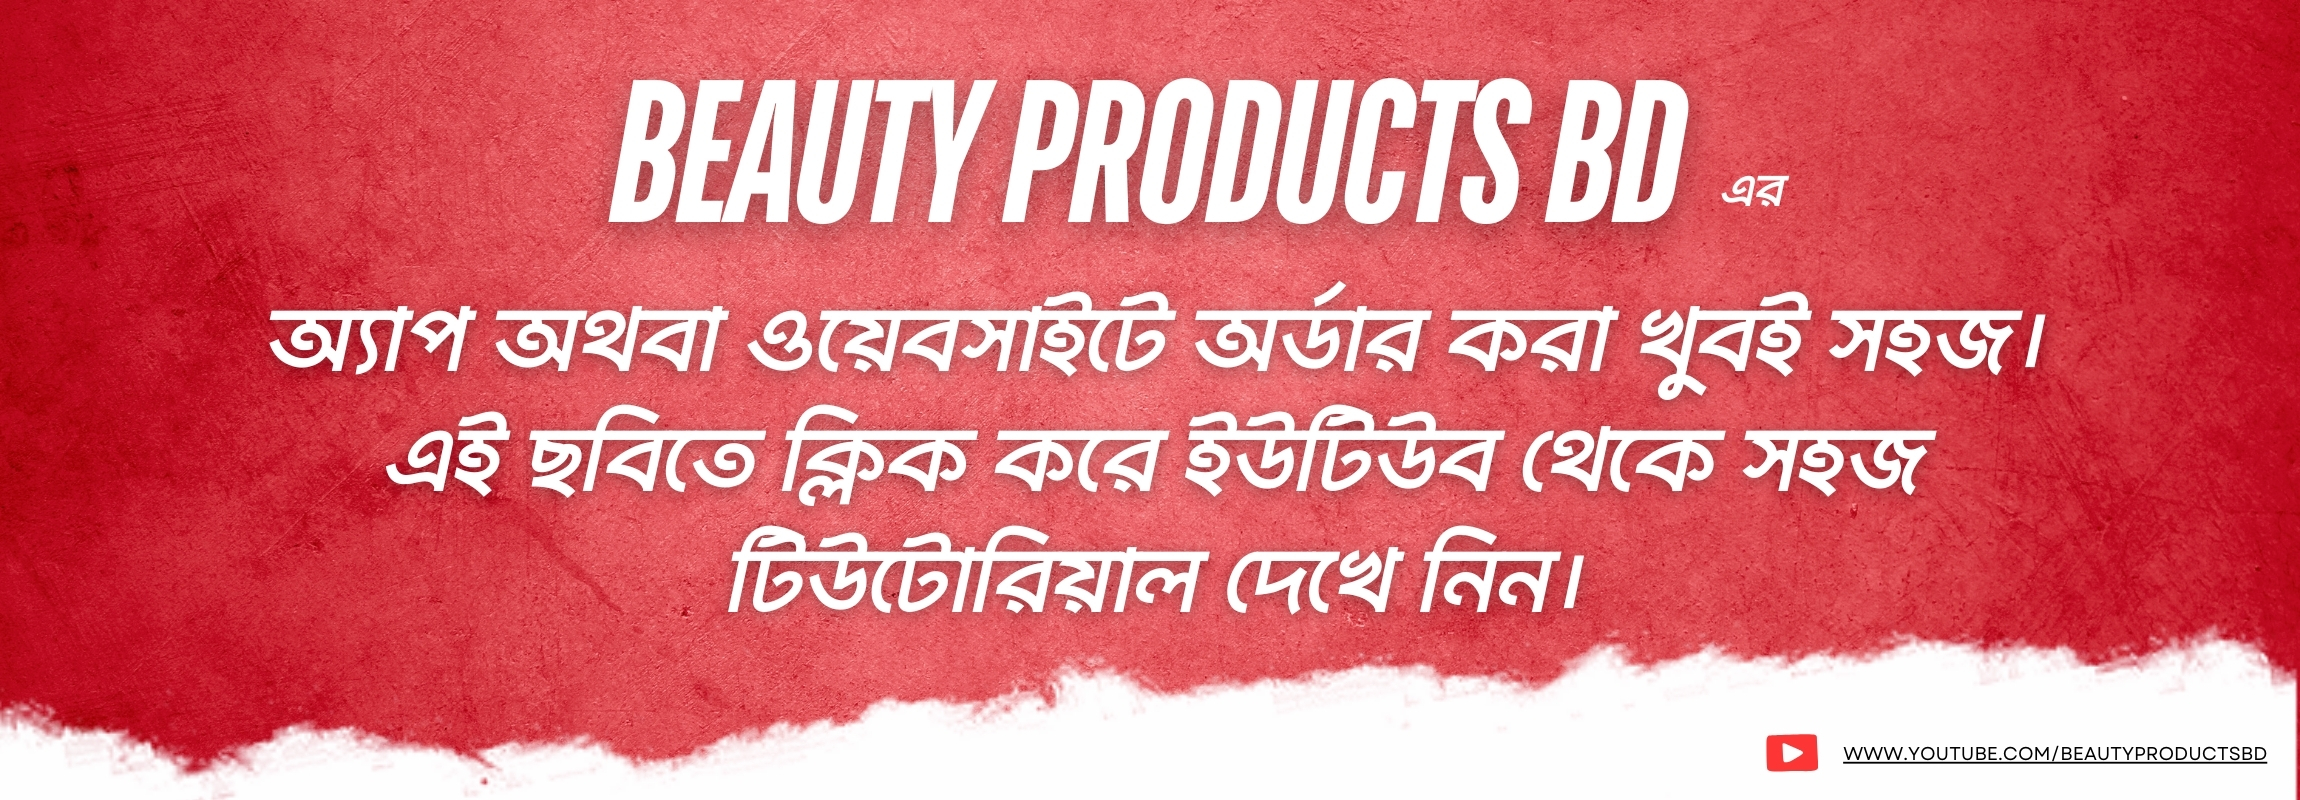 BEAUTY PRODUCTS BD এর
অ্যাপ অথবা ওয়েবসাইটে অর্ডার করা খুবই সহজ।
এই ছবিতে ক্লিক করে ইউটিউব থেকে সহজ
টিউটোরিয়াল দেখে নিন।
WWW.YOUTUBE.COM/BEAUTYPRODUCTSBD